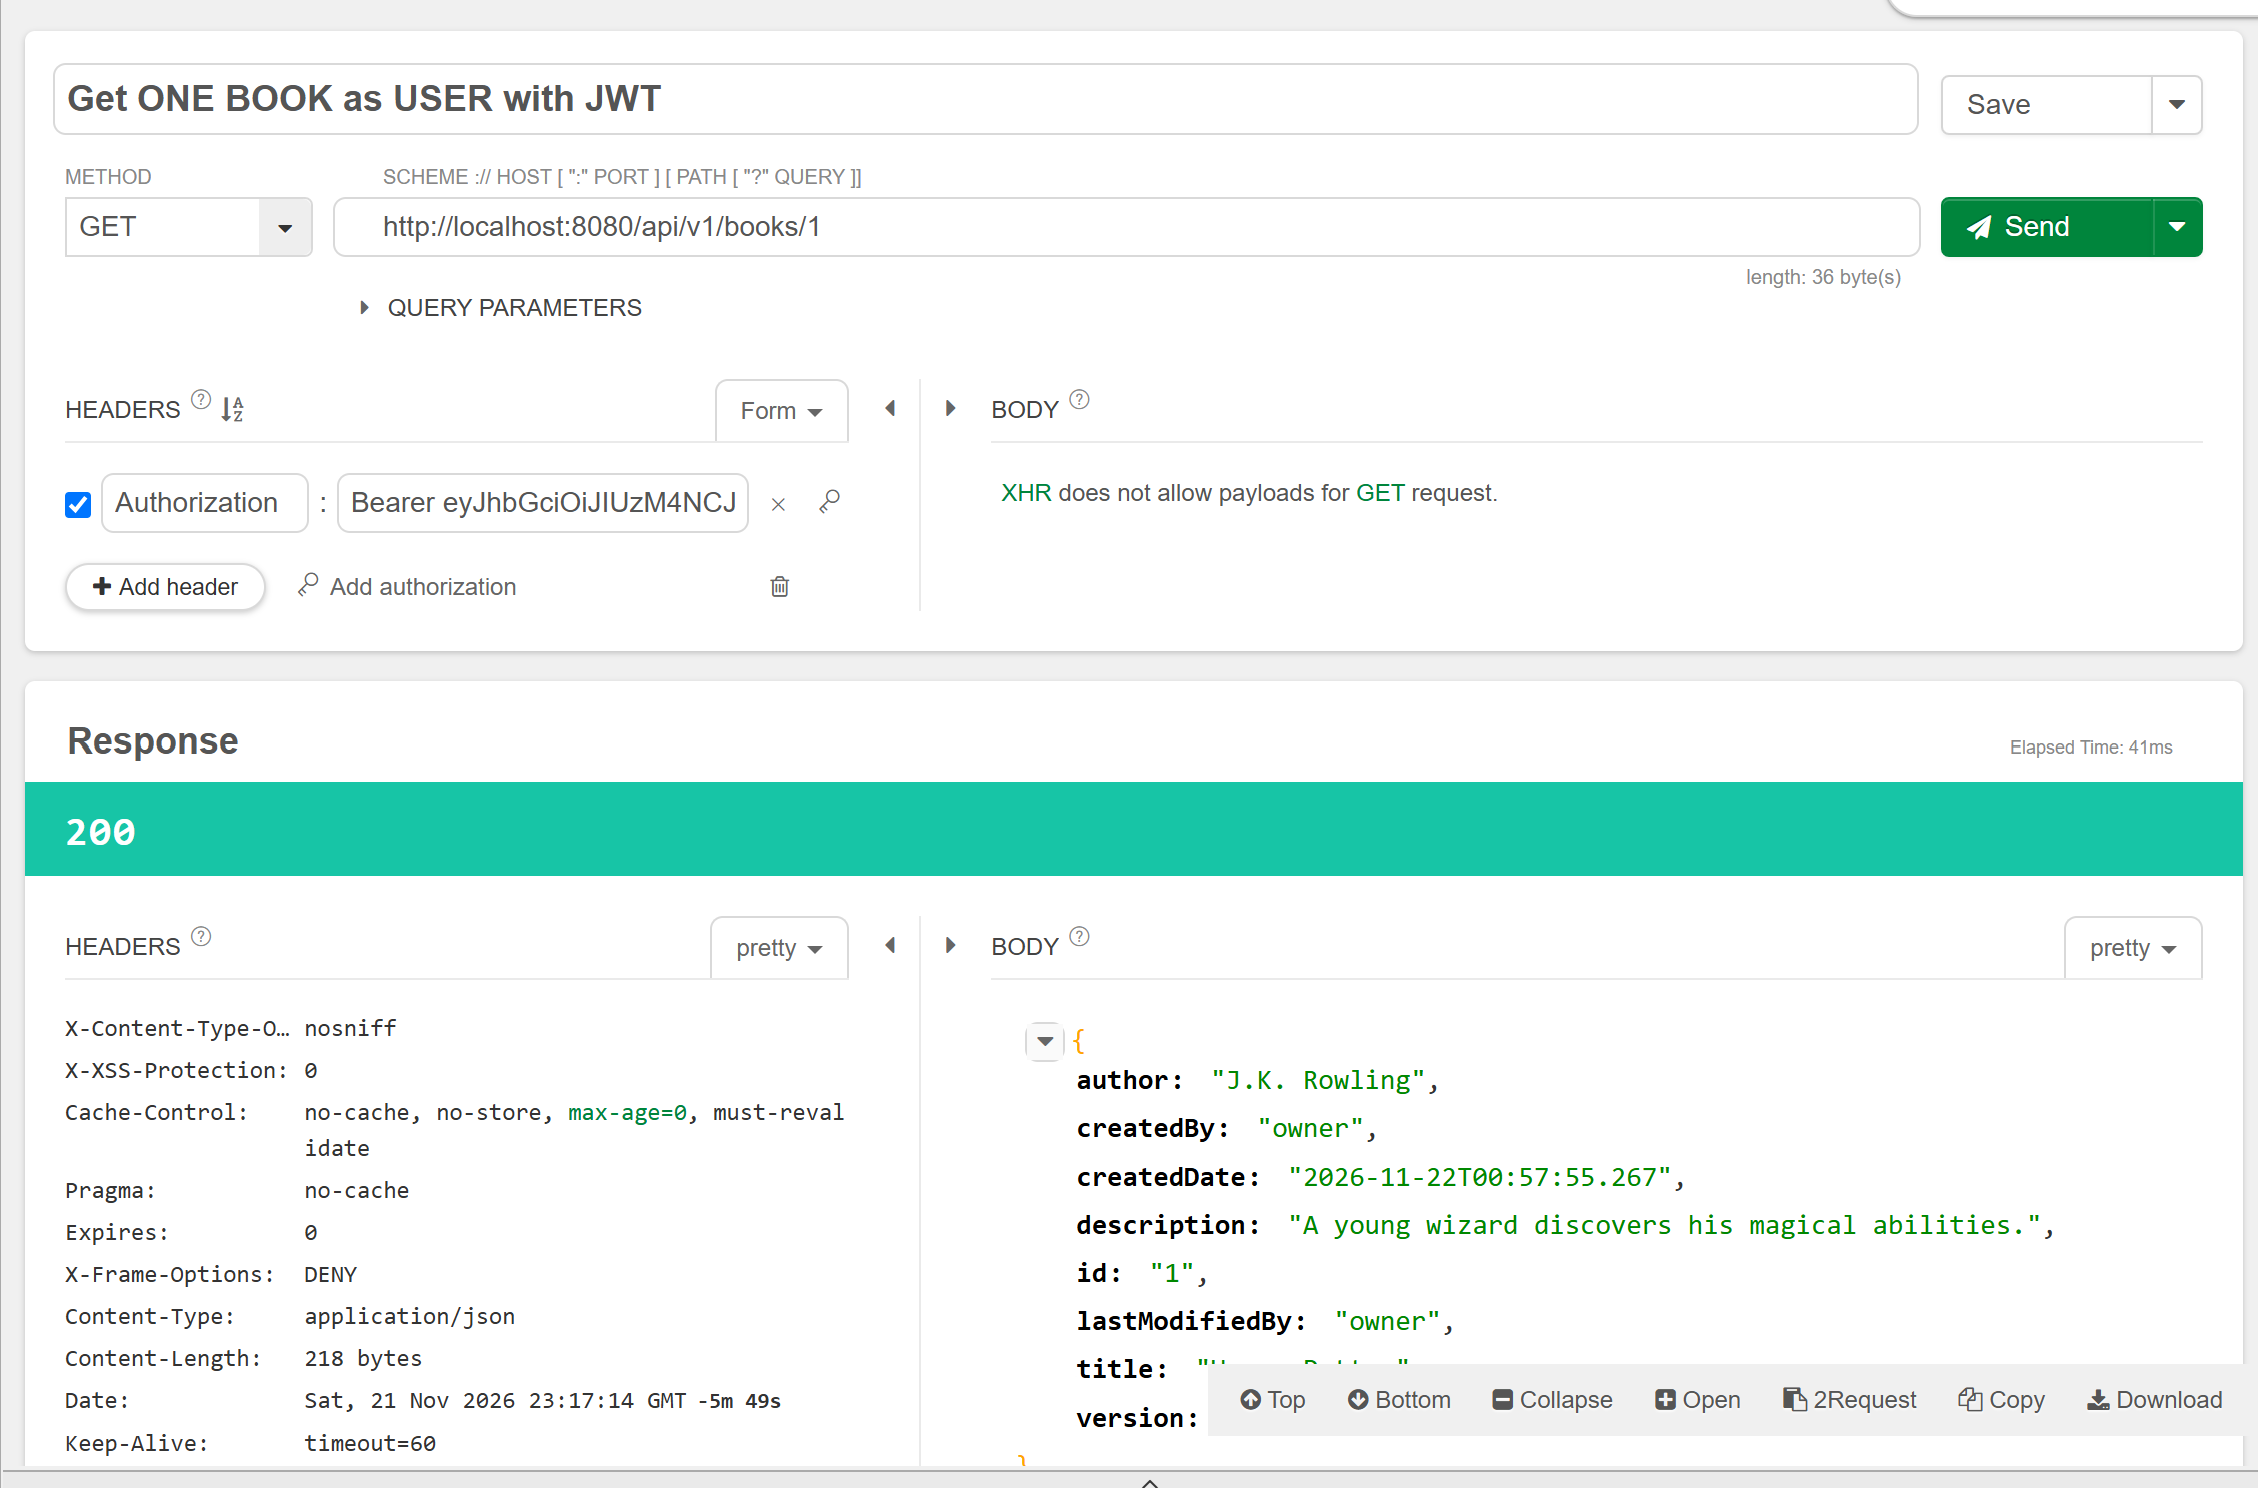 Get ONE BOOK as USER with JWT
Save
METHOD
SCHEME :// HOST [ ":" PORT ] [ PATH [ "?" QUERY ]]
GET
http://localhost:8080/api/v1/books/1
Send
length: 36 byte(s)
QUERY PARAMETERS
HEADERS ? AZ
Form
BODY ?
Authorization : Bearer eyJhbGciOiJIUzM4NCJ
XHR does not allow payloads for GET request.
Add header
Add authorization
Response
Elapsed Time: 41ms
200
HEADERS ?
pretty
BODY ?
pretty
X-Content-Type-O… nosniff
X-XSS-Protection: 0
Cache-Control: no-cache, no-store, max-age=0, must-reval
idate
Pragma: no-cache
Expires: 0
X-Frame-Options: DENY
Content-Type: application/json
Content-Length: 218 bytes
Date: Sat, 21 Nov 2026 23:17:14 GMT -5m 49s
Keep-Alive: timeout=60
{
author: "J.K. Rowling",
createdBy: "owner",
createdDate: "2026-11-22T00:57:55.267",
description: "A young wizard discovers his magical abilities.",
id: "1",
lastModifiedBy: "owner",
title:
version:
}
Top
Bottom
Collapse
Open
2Request
Copy
Download